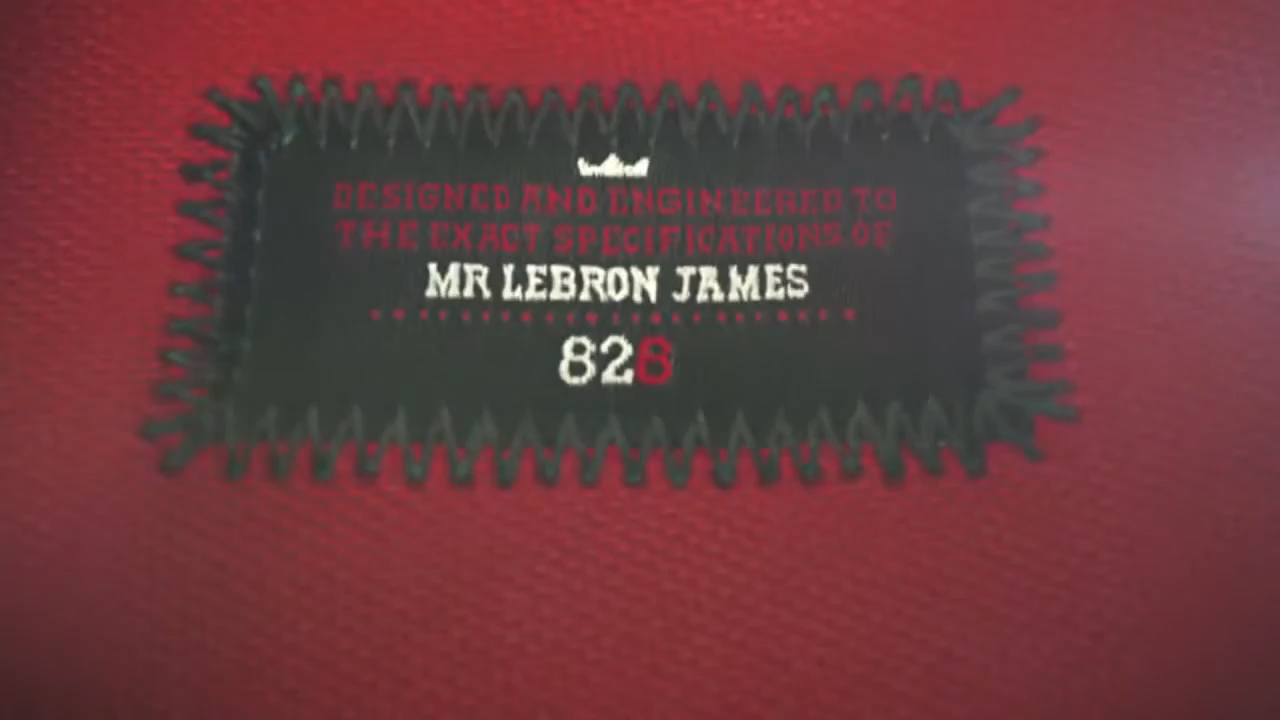 DESIGNED AND ENGINEERED TO
THE EXACT SPECIFICATIONS OF
MR LEBRON JAMES
828